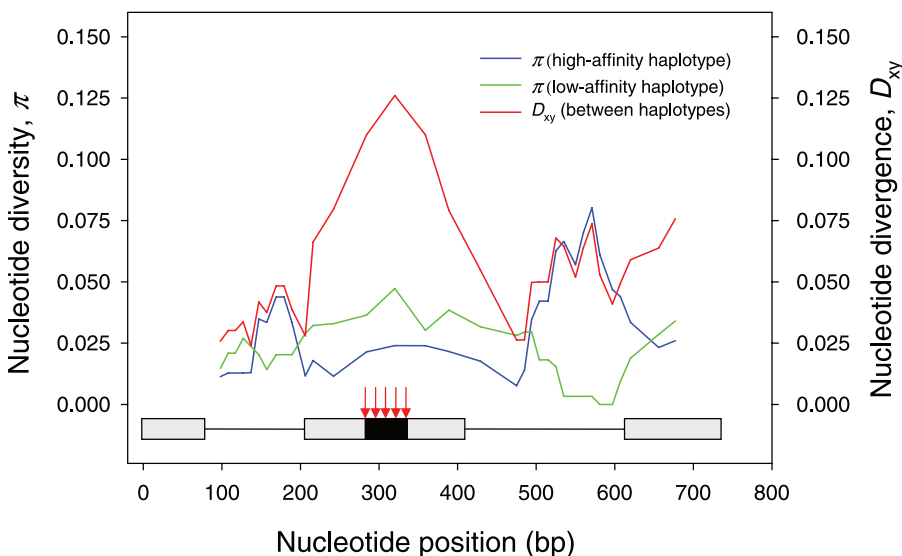 0.150
0.125
0.100
0.075
0.050
0.025
0.000
Nucleotide diversity, π
π (high-affinity haplotype)
π (low-affinity haplotype)
Dxy (between haplotypes)
0.150
0.125
0.100
0.075
0.050
0.025
0.000
Nucleotide divergence, Dxy
0 100 200 300 400 500 600 700 800
Nucleotide position (bp)